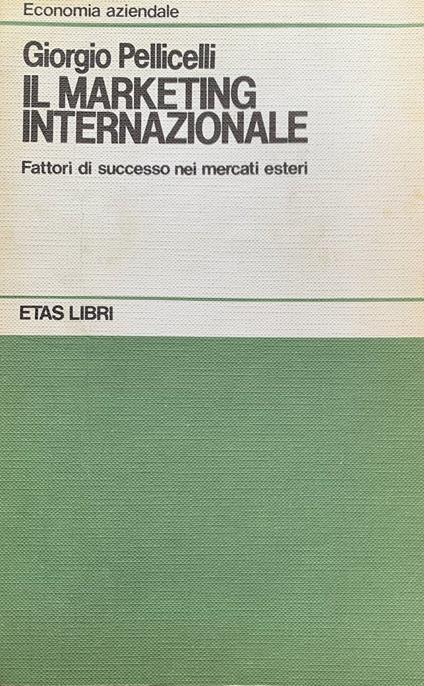 Economia aziendale
Giorgio Pellicelli
IL MARKETING
INTERNAZIONALE
Fattori di successo nei mercati esteri
ETAS LIBRI